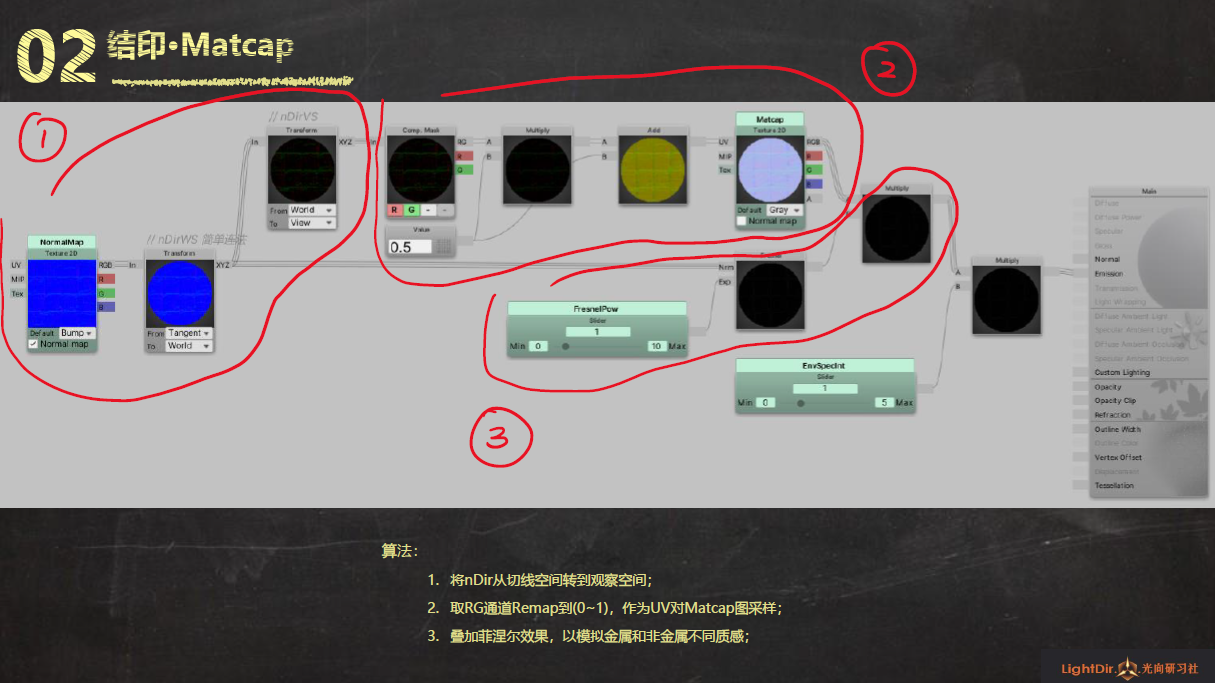 02 结印·Matcap
①
②
// nDirVS
Transform
In
XYZ
From World
To View
Comp. Mask
In
RG
R
G
R G - -
Value
0.5
Multiply
A
B
Add
A
B
Matcap
Texture 2D
UV
MIP
Tex
RGB
R
G
B
A
Default Gray
Normal map
Multiply
NormalMap
Texture 2D
UV
MIP
Tex
RGB
R
G
B
Default Bump
Normal map
// nDirWS 简单连法
Transform
In
XYZ
From Tangent
To World
Nrm
Exp
FresnelPow
Slider
1
Min 0 10 Max
EnvSpecInt
Slider
1
Min 0 5 Max
Multiply
A
B
Main
Diffuse
Diffuse Power
Specular
Gloss
Normal
Emission
Transmission
Light Wrapping
Diffuse Ambient Light
Specular Ambient Light
Diffuse Ambient Occlusion
Specular Ambient Occlusion
Custom Lighting
Opacity
Opacity Clip
Refraction
Outline Width
Outline Color
Vertex Offset
Displacement
Tessellation
③
算法：
1. 将nDir从切线空间转到观察空间；
2. 取RG通道Remap到(0~1)，作为UV对Matcap图采样；
3. 叠加菲涅尔效果，以模拟金属和非金属不同质感；
LightDir.光向研习社